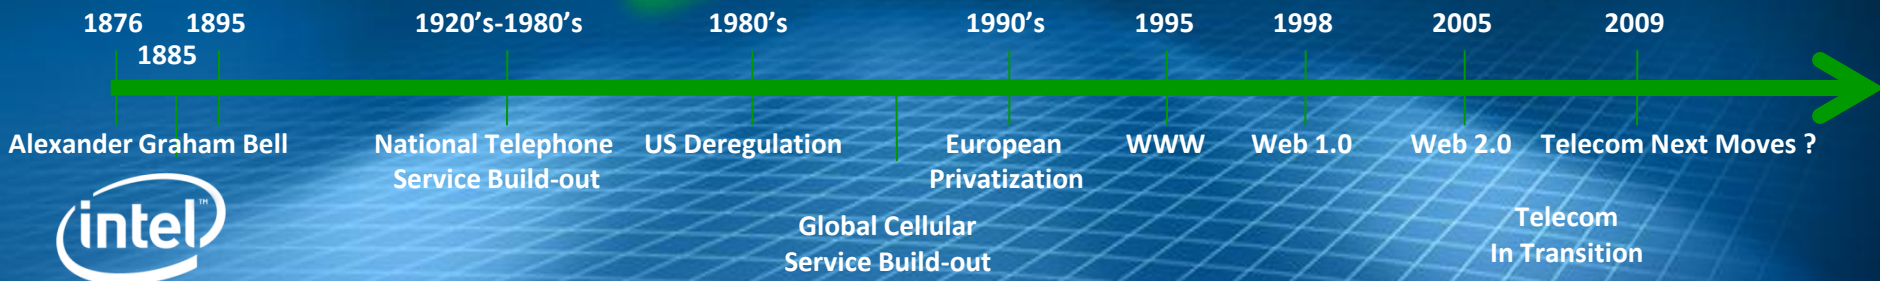 1876 1895 1920’s-1980’s 1980’s 1990’s 1995 1998 2005 2009
1885
Alexander Graham Bell National Telephone US Deregulation European WWW Web 1.0 Web 2.0 Telecom Next Moves ?
Service Build-out Privatization
intel™
Global Cellular Telecom
Service Build-out In Transition